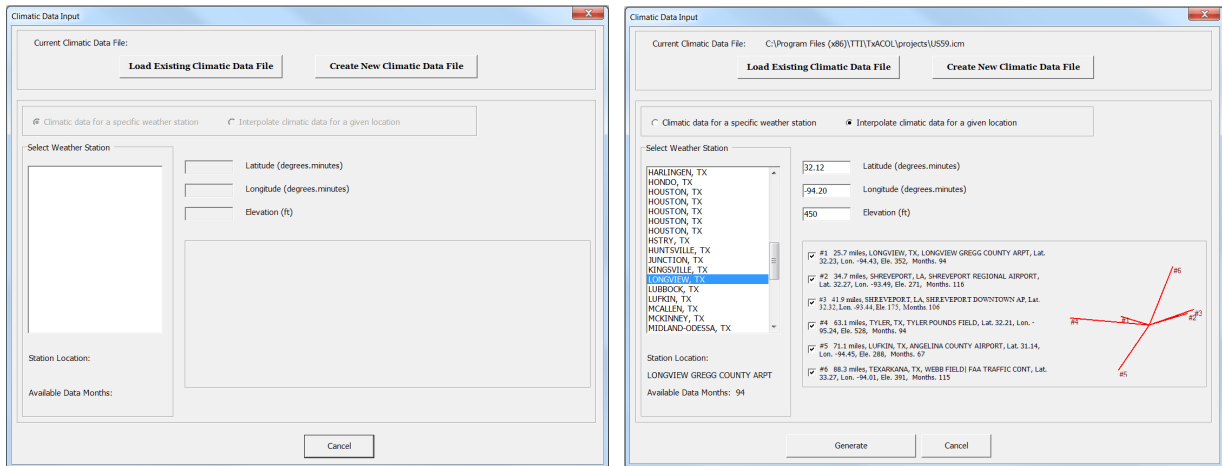 Climatic Data Input
Current Climatic Data File:
Load Existing Climatic Data File
Create New Climatic Data File
Climatic data for a specific weather station
Interpolate climatic data for a given location
Select Weather Station
Latitude (degrees.minutes)
Longitude (degrees.minutes)
Elevation (ft)
Station Location:
Available Data Months:
Cancel
Climatic Data Input
Current Climatic Data File: C:\Program Files (x86)\TTI\TxACOL\projects\US59.icm
Load Existing Climatic Data File
Create New Climatic Data File
Climatic data for a specific weather station
Interpolate climatic data for a given location
Select Weather Station
HARLINGEN, TX
HONDO, TX
HOUSTON, TX
HOUSTON, TX
HOUSTON, TX
HOUSTON, TX
HOUSTON, TX
HSTRY, TX
HUNTSVILLE, TX
JUNCTION, TX
KINGSVILLE, TX
LONGVIEW, TX
LUBBOCK, TX
LUFKIN, TX
MCALLEN, TX
MCKINNEY, TX
MIDLAND-ODESSA, TX
Station Location:
LONGVIEW GREGG COUNTY ARPT
Available Data Months: 94
32.12 Latitude (degrees.minutes)
-94.20 Longitude (degrees.minutes)
450 Elevation (ft)
#1 25.7 miles, LONGVIEW, TX, LONGVIEW GREGG COUNTY ARPT, Lat.
32.23, Lon. -94.43, Ele. 352, Months. 94
#2 34.7 miles, SHREVEPORT, LA, SHREVEPORT REGIONAL AIRPORT,
Lat. 32.27, Lon. -93.49, Ele. 271, Months. 116
#3 41.9 miles, SHREVEPORT, LA, SHREVEPORT DOWNTOWN AP, Lat.
32.32, Lon. -93.44, Ele. 175, Months. 106
#4 63.1 miles, TYLER, TX, TYLER POUNDS FIELD, Lat. 32.21, Lon. -
95.24, Ele. 528, Months. 94
#5 71.1 miles, LUFKIN, TX, ANGELINA COUNTY AIRPORT, Lat. 31.14,
Lon. -94.45, Ele. 288, Months. 67
#6 88.3 miles, TEXARKANA, TX, WEBB FIELD| FAA TRAFFIC CONT, Lat.
33.27, Lon. -94.01, Ele. 391, Months. 115
#6
#3
#2
#1
#4
#5
Generate
Cancel